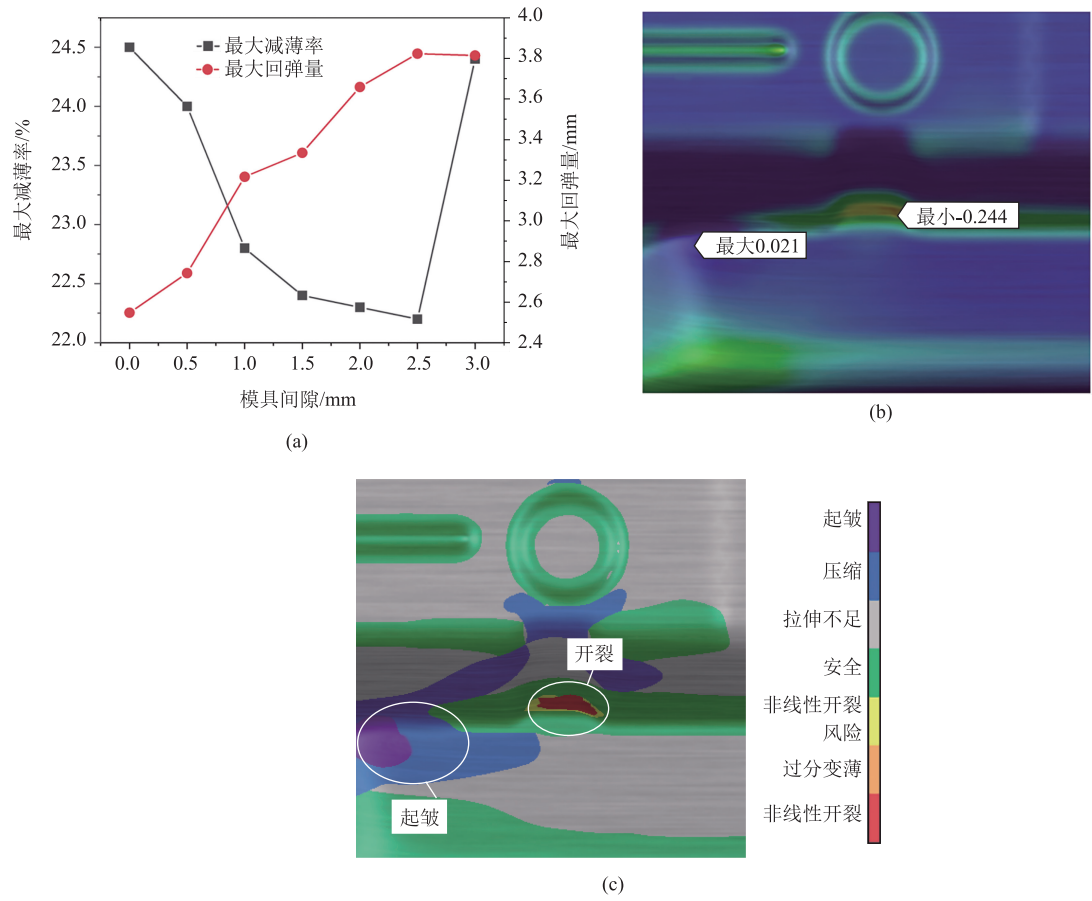 最大减薄率
最大回弹量
最大减薄率/%
24.5
24.0
23.5
23.0
22.5
22.0
4.0
3.8
3.6
3.4
3.2
3.0
2.8
2.6
2.4
最大回弹量/mm
0.0 0.5 1.0 1.5 2.0 2.5 3.0
模具间隙/mm
(a)
最小-0.244
最大0.021
(b)
开裂
起皱
起皱
压缩
拉伸不足
安全
非线性开裂
风险
过分变薄
非线性开裂
(c)